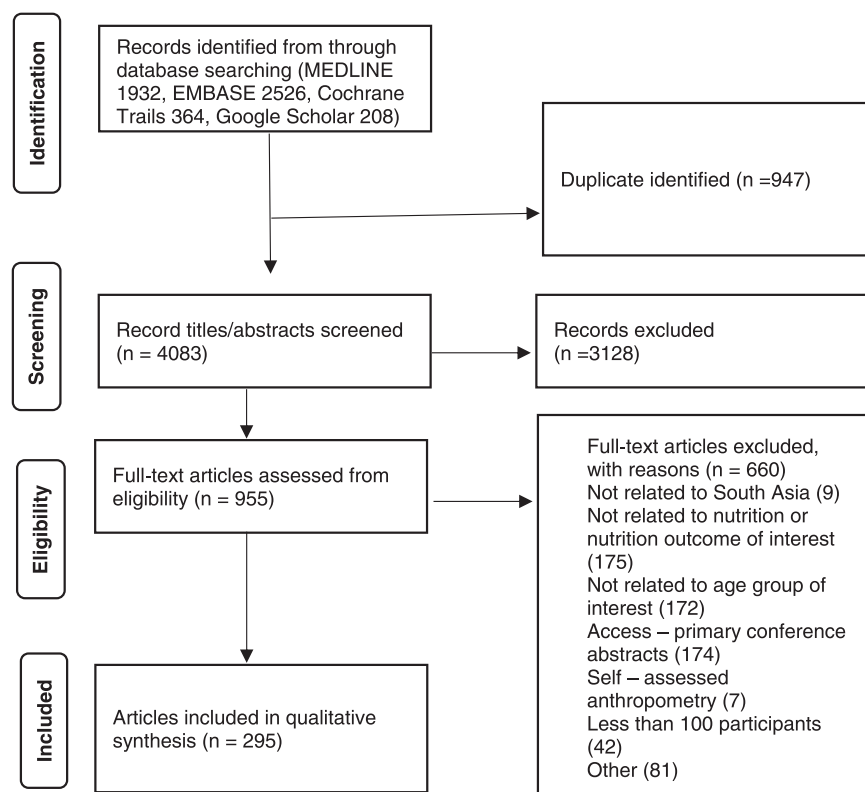 Identification
Records identified from through
database searching (MEDLINE
1932, EMBASE 2526, Cochrane
Trails 364, Google Scholar 208)
Duplicate identified (n =947)
Screening
Record titles/abstracts screened
(n = 4083)
Records excluded
(n =3128)
Eligibility
Full-text articles assessed from
eligibility (n = 955)
Full-text articles excluded,
with reasons (n = 660)
Not related to South Asia (9)
Not related to nutrition or
nutrition outcome of interest
(175)
Not related to age group of
interest (172)
Access – primary conference
abstracts (174)
Self – assessed
anthropometry (7)
Less than 100 participants
(42)
Other (81)
Included
Articles included in qualitative
synthesis (n = 295)